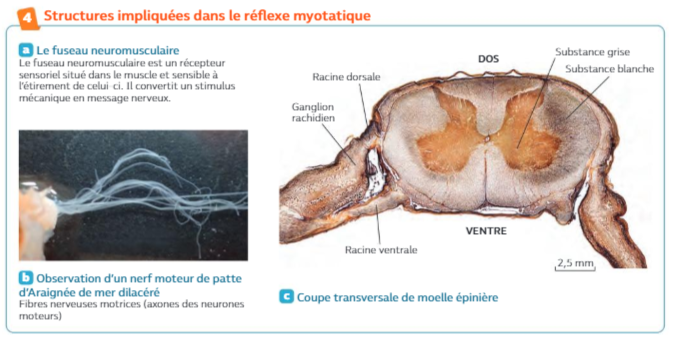 4 Structures impliquées dans le réflexe myotatique
a Le fuseau neuromusculaire
Le fuseau neuromusculaire est un récepteur
sensoriel situé dans le muscle et sensible à
l'étirement de celui ci. Il convertit un stimulus
mécanique en message nerveux.
b Observation d'un nerf moteur de patte
d'Araignée de mer dilacéré
Fibres nerveuses motrices (axones des neurones
moteurs)
DOS
Substance grise
Substance blanche
Racine dorsale
Ganglion
rachidien
VENTRE
Racine ventrale
2,5 mm
c Coupe transversale de moelle épinière